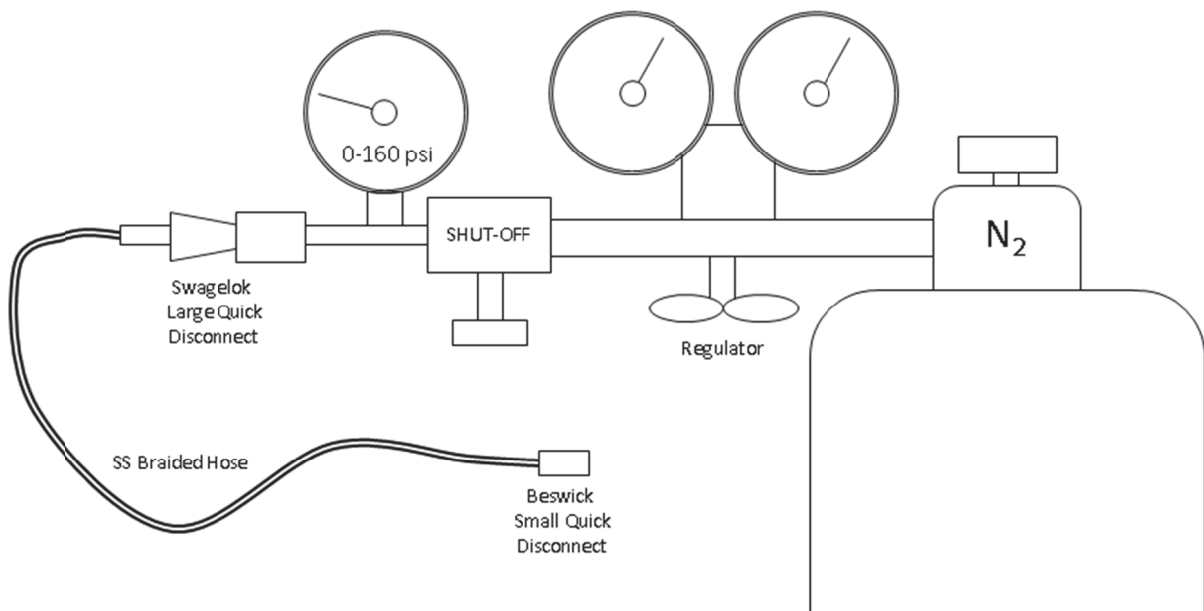 0-160 psi
SHUT-OFF
N₂
Swagelok
Large Quick
Disconnect
Regulator
SS Braided Hose
Beswick
Small Quick
Disconnect